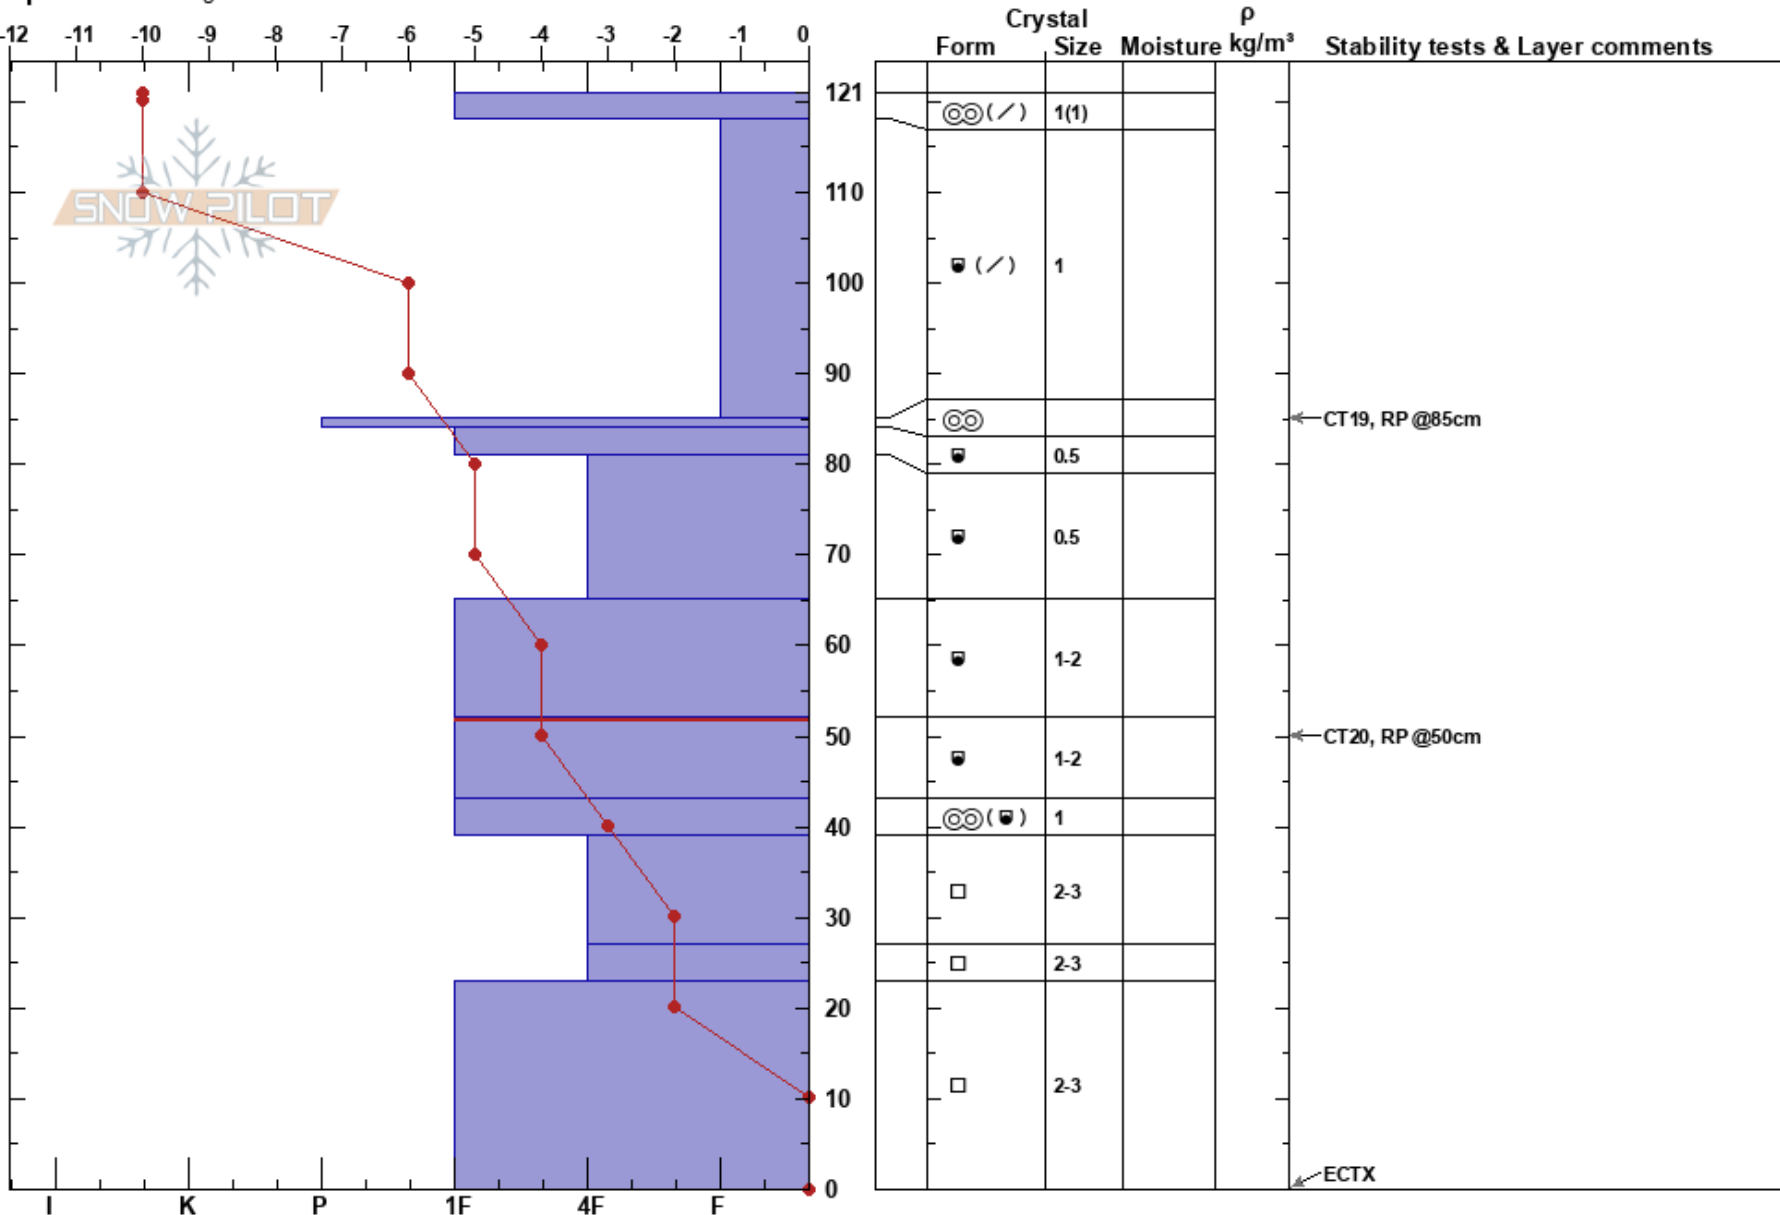 Crystal ρ
Form Size Moisture kg/m³ Stability tests & Layer comments
-12 -11 -10 -9 -8 -7 -6 -5 -4 -3 -2 -1 0
121
1(1)
SNOW PILOT
110
1
100
90
CT19, RP @85cm
0.5
80
0.5
70
1-2
60
50
CT20, RP @50cm
1-2
1
40
2-3
30
2-3
20
2-3
10
ECTX
0
I K P 1F 4F F